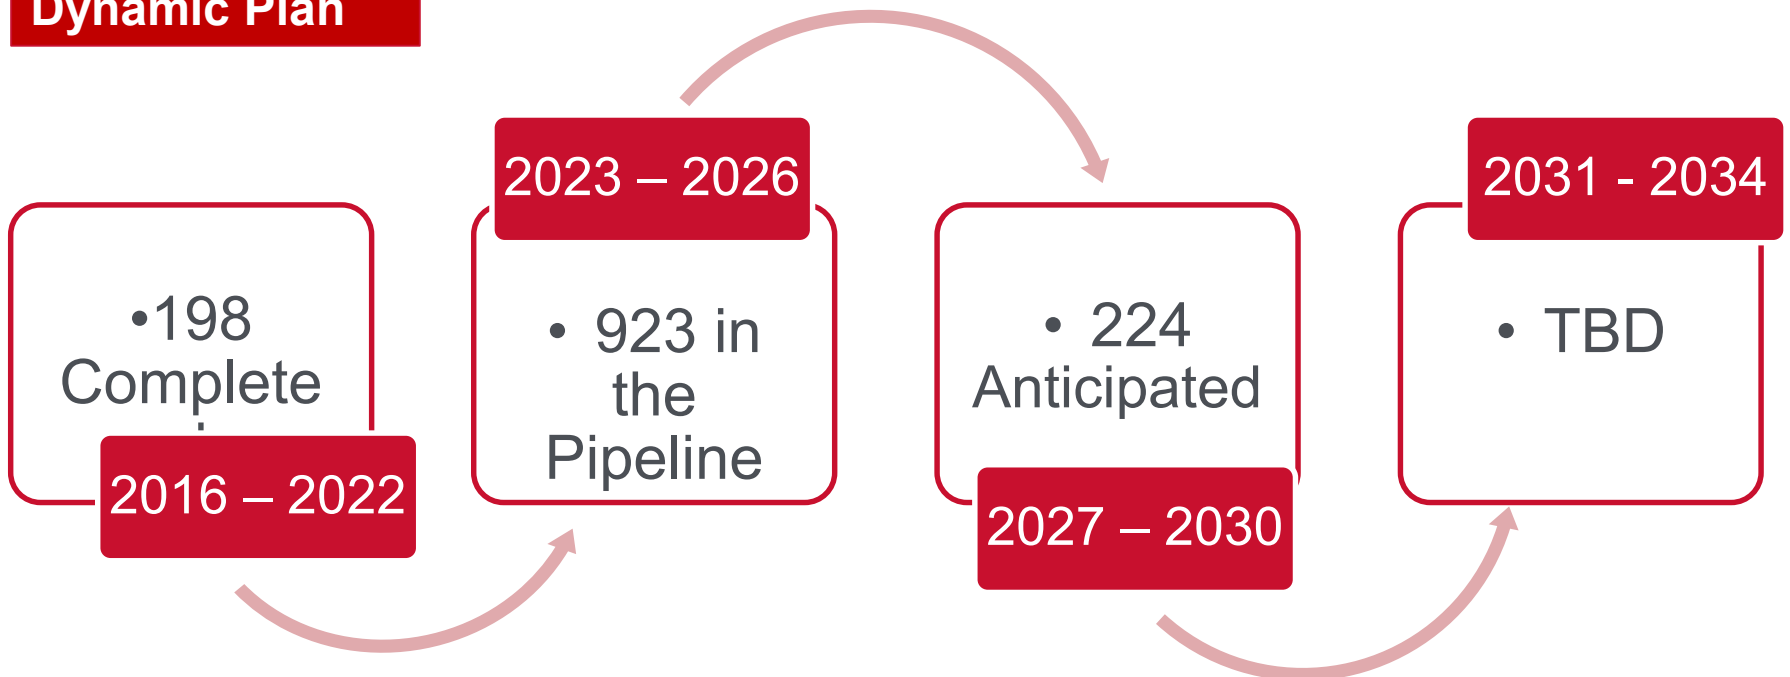 Dynamic Plan
•198
Complete
2016 – 2022
2023 – 2026
• 923 in
the
Pipeline
• 224
Anticipated
2027 – 2030
2031 - 2034
• TBD